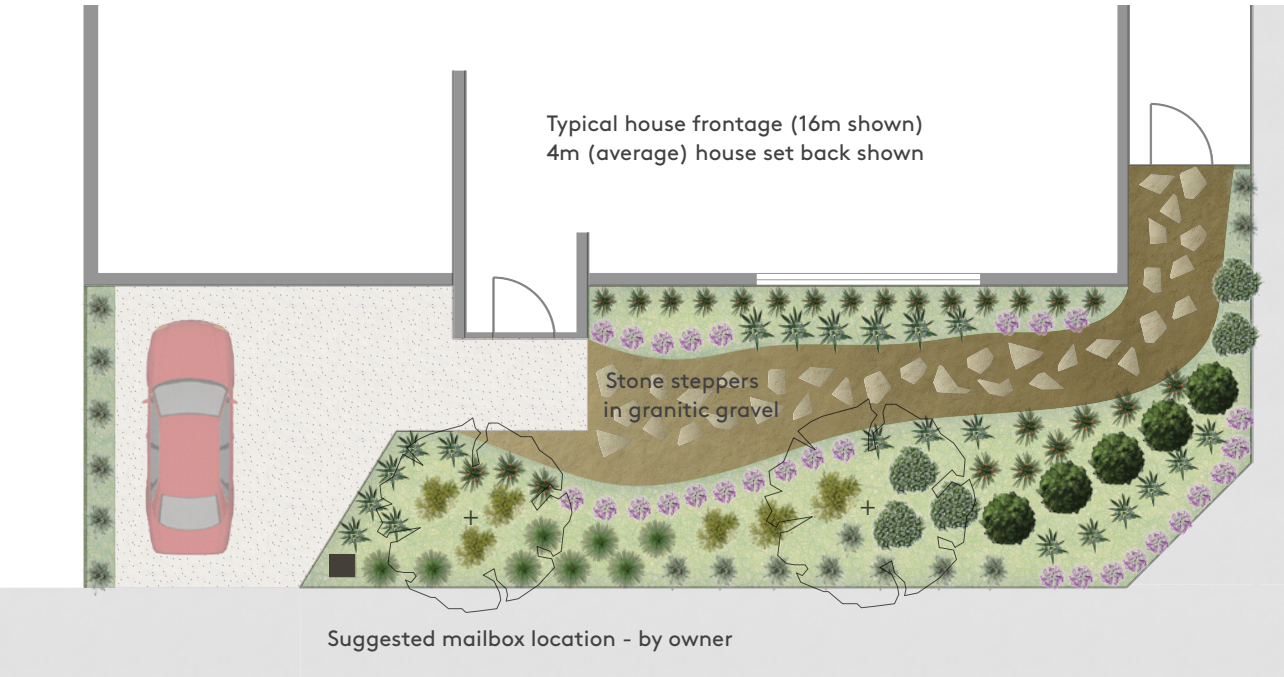 Typical house frontage (16m shown)
4m (average) house set back shown
Stone steppers
in granitic gravel
Suggested mailbox location - by owner